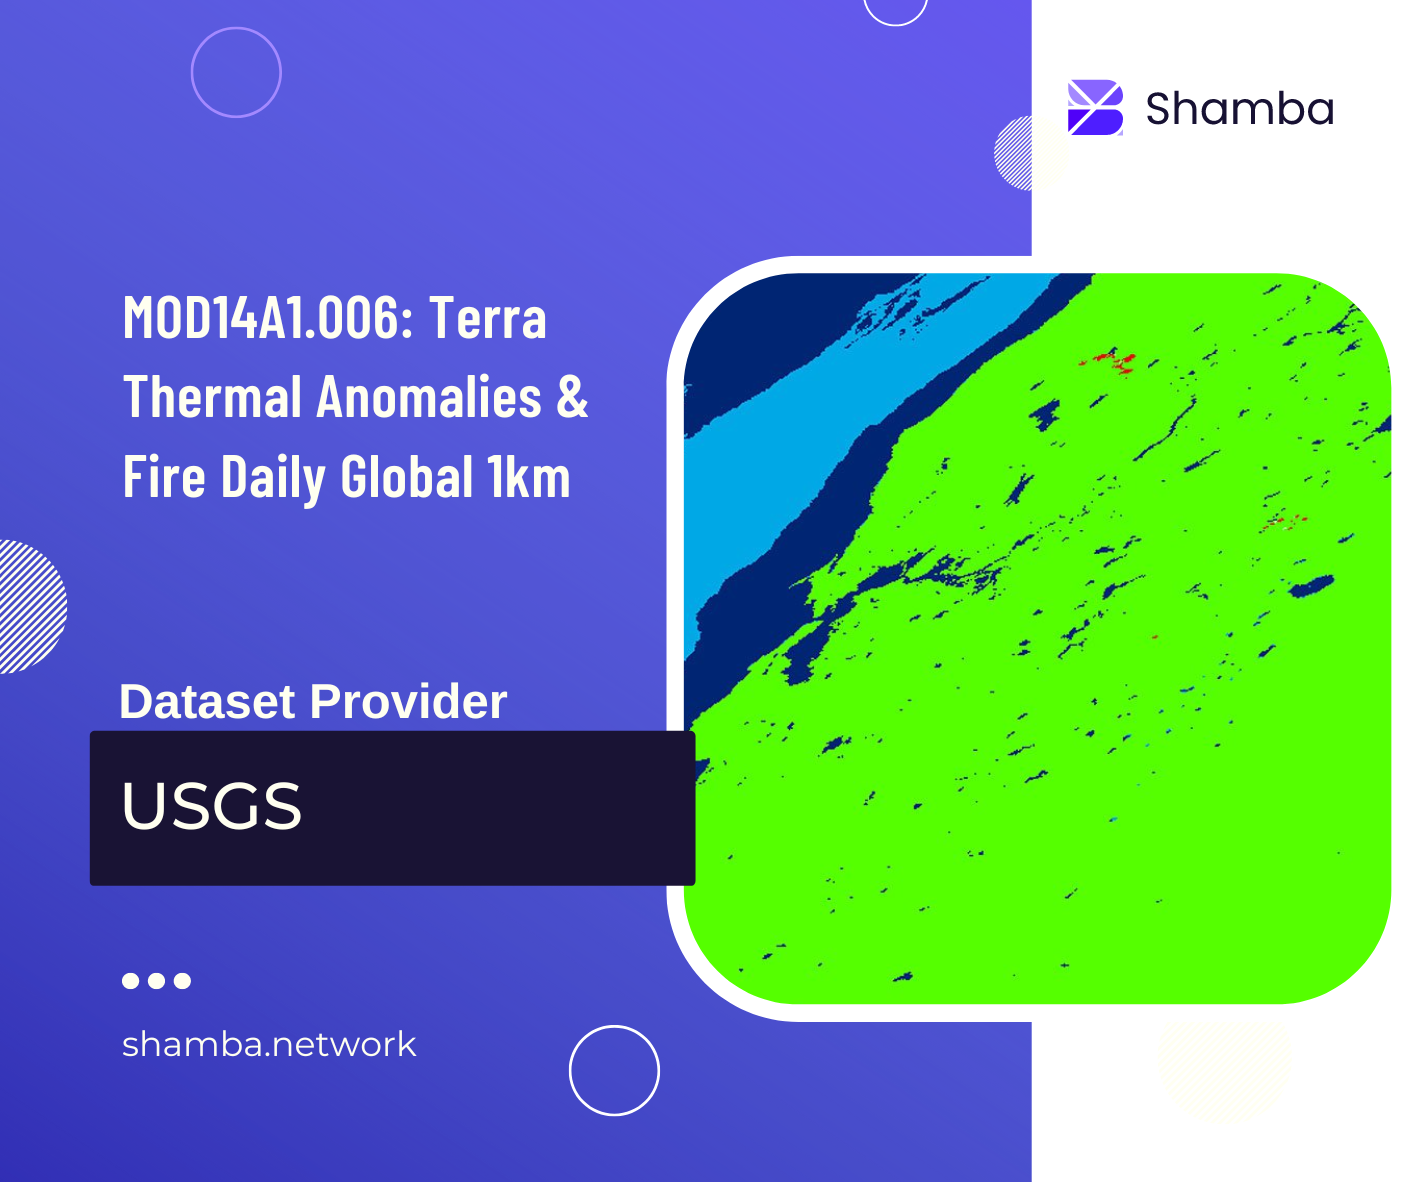 Shamba
MOD14A1.006: Terra
Thermal Anomalies &
Fire Daily Global 1km
Dataset Provider
USGS
shamba.network